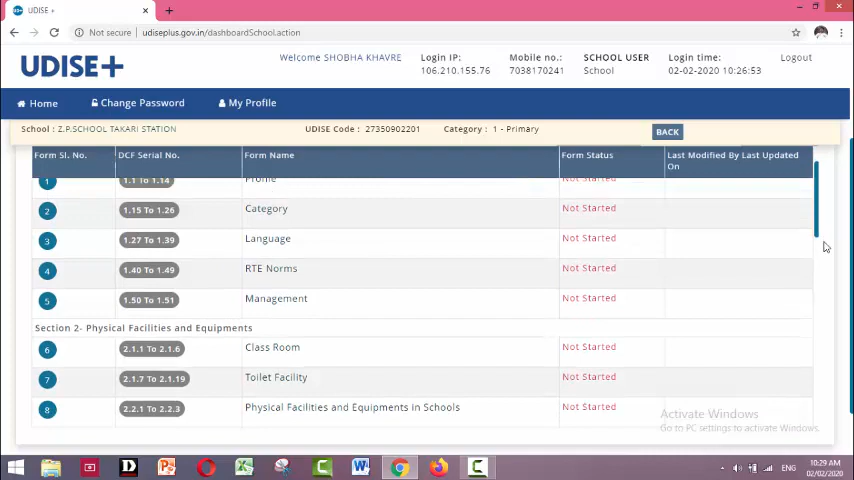 UDISE +
Not secure | udiseplus.gov.in/dashboardSchool.action
UDISE+
Welcome SHOBHA KHAVRE
Login IP:
106.210.155.76
Mobile no.:
7038170241
SCHOOL USER
School
Login time:
02-02-2020 10:26:53
Logout
Home
Change Password
My Profile
School : Z.P.SCHOOL TAKARI STATION
UDISE Code : 27350902201
Category : 1 - Primary
BACK
Form Sl. No.
DCF Serial No.
Form Name
Form Status
Last Modified By Last Updated
On
1 1.1 To 1.14 Profile Not Started
2 1.15 To 1.26 Category Not Started
3 1.27 To 1.39 Language Not Started
4 1.40 To 1.49 RTE Norms Not Started
5 1.50 To 1.51 Management Not Started
Section 2- Physical Facilities and Equipments
6 2.1.1 To 2.1.6 Class Room Not Started
7 2.1.7 To 2.1.19 Toilet Facility Not Started
8 2.2.1 To 2.2.3 Physical Facilities and Equipments In Schools Not Started
Activate Windows
Go to PC settings to activate Windows.
ENG
10:29 AM
02/02/2020